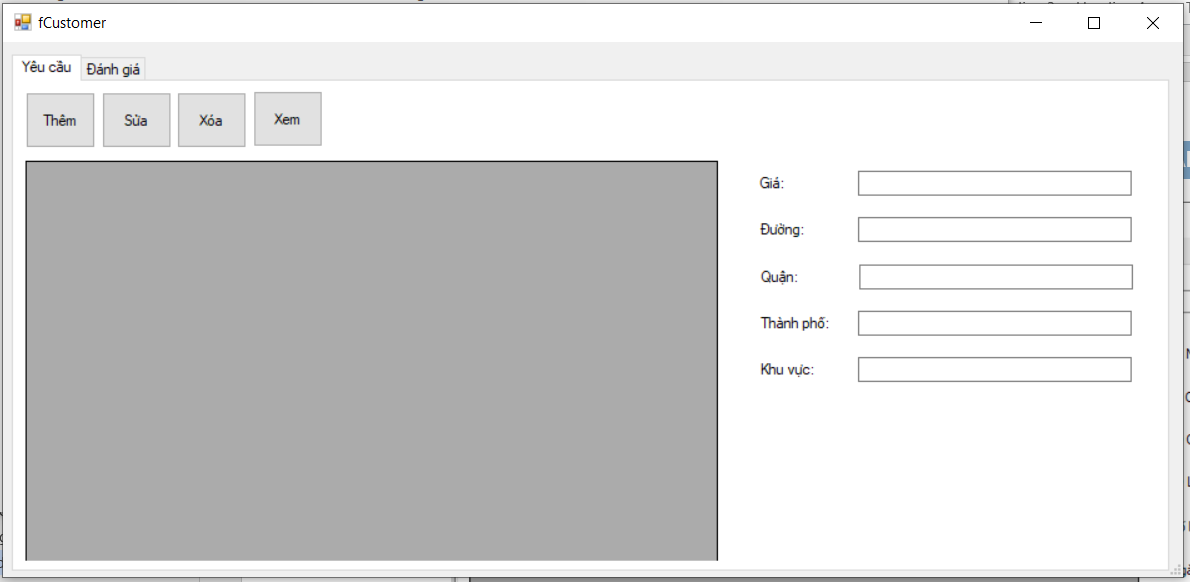 fCustomer
Yêu cầu Đánh giá
Thêm Sửa Xóa Xem
Giá:
Đường:
Quận:
Thành phố:
Khu vực: